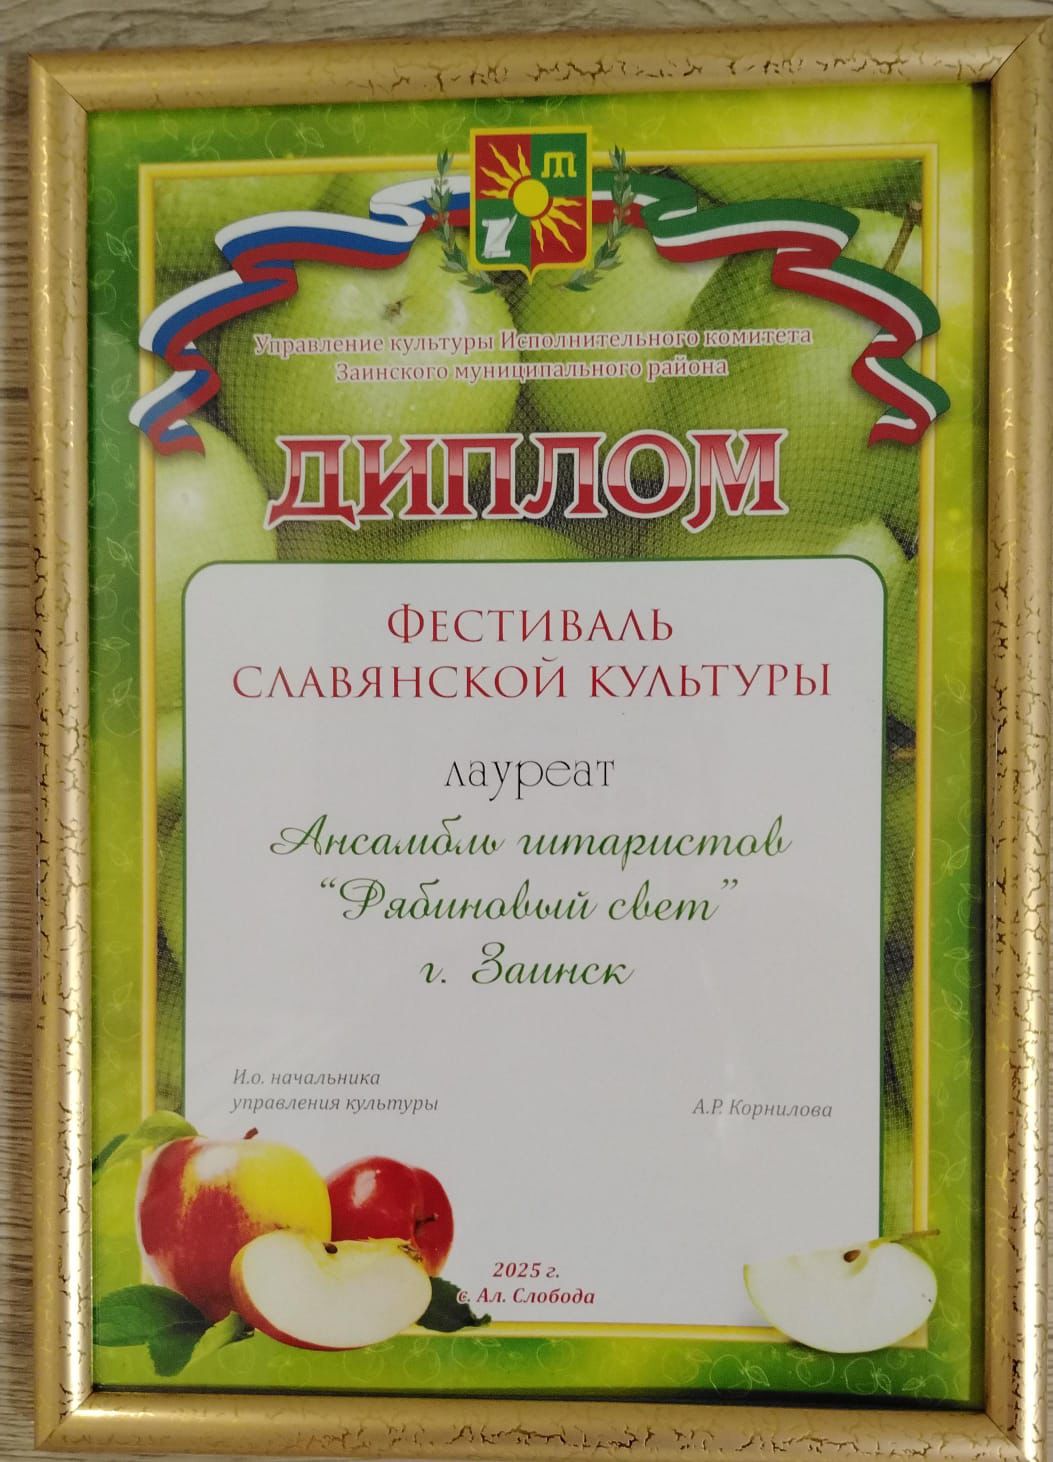 Управление культуры Исполнительного комитета
Заинского муниципального района
ДИПЛОМ
ФЕСТИВАЛЬ
СЛАВЯНСКОЙ КУЛЬТУРЫ
лауреат
Ансамбль гитаристов
“Рябиновый свет”
г. Заинск
И.о. начальника
управления культуры
А.Р. Корнилова
2025 г.
с. Ал. Слобода